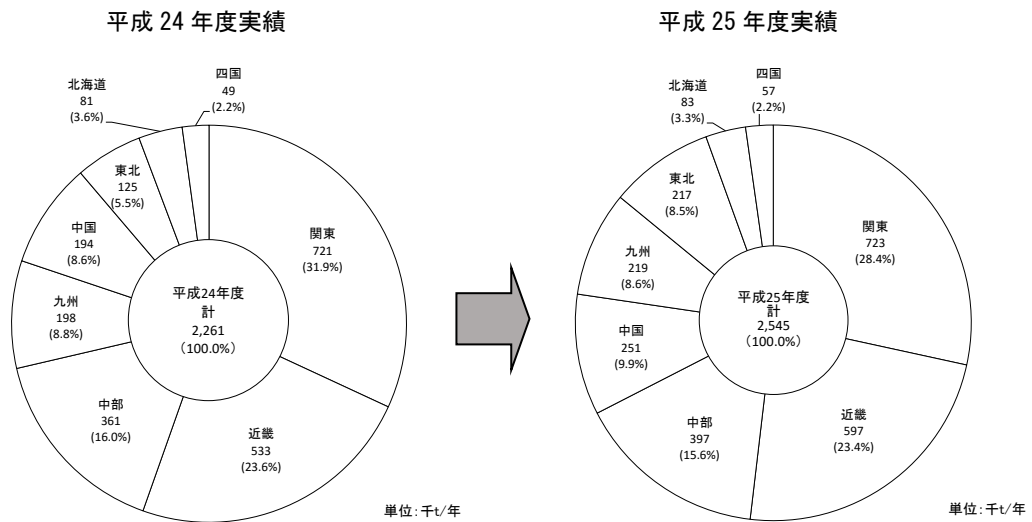 平成 24 年度実績
北海道
81
(3.6%)
四国
49
(2.2%)
東北
125
(5.5%)
中国
194
(8.6%)
九州
198
(8.8%)
中部
361
(16.0%)
近畿
533
(23.6%)
関東
721
(31.9%)
平成24年度
計
2,261
(100.0%)
単位:千t/年
平成 25 年度実績
北海道
83
(3.3%)
四国
57
(2.2%)
東北
217
(8.5%)
九州
219
(8.6%)
中国
251
(9.9%)
中部
397
(15.6%)
近畿
597
(23.4%)
関東
723
(28.4%)
平成25年度
計
2,545
(100.0%)
単位:千t/年